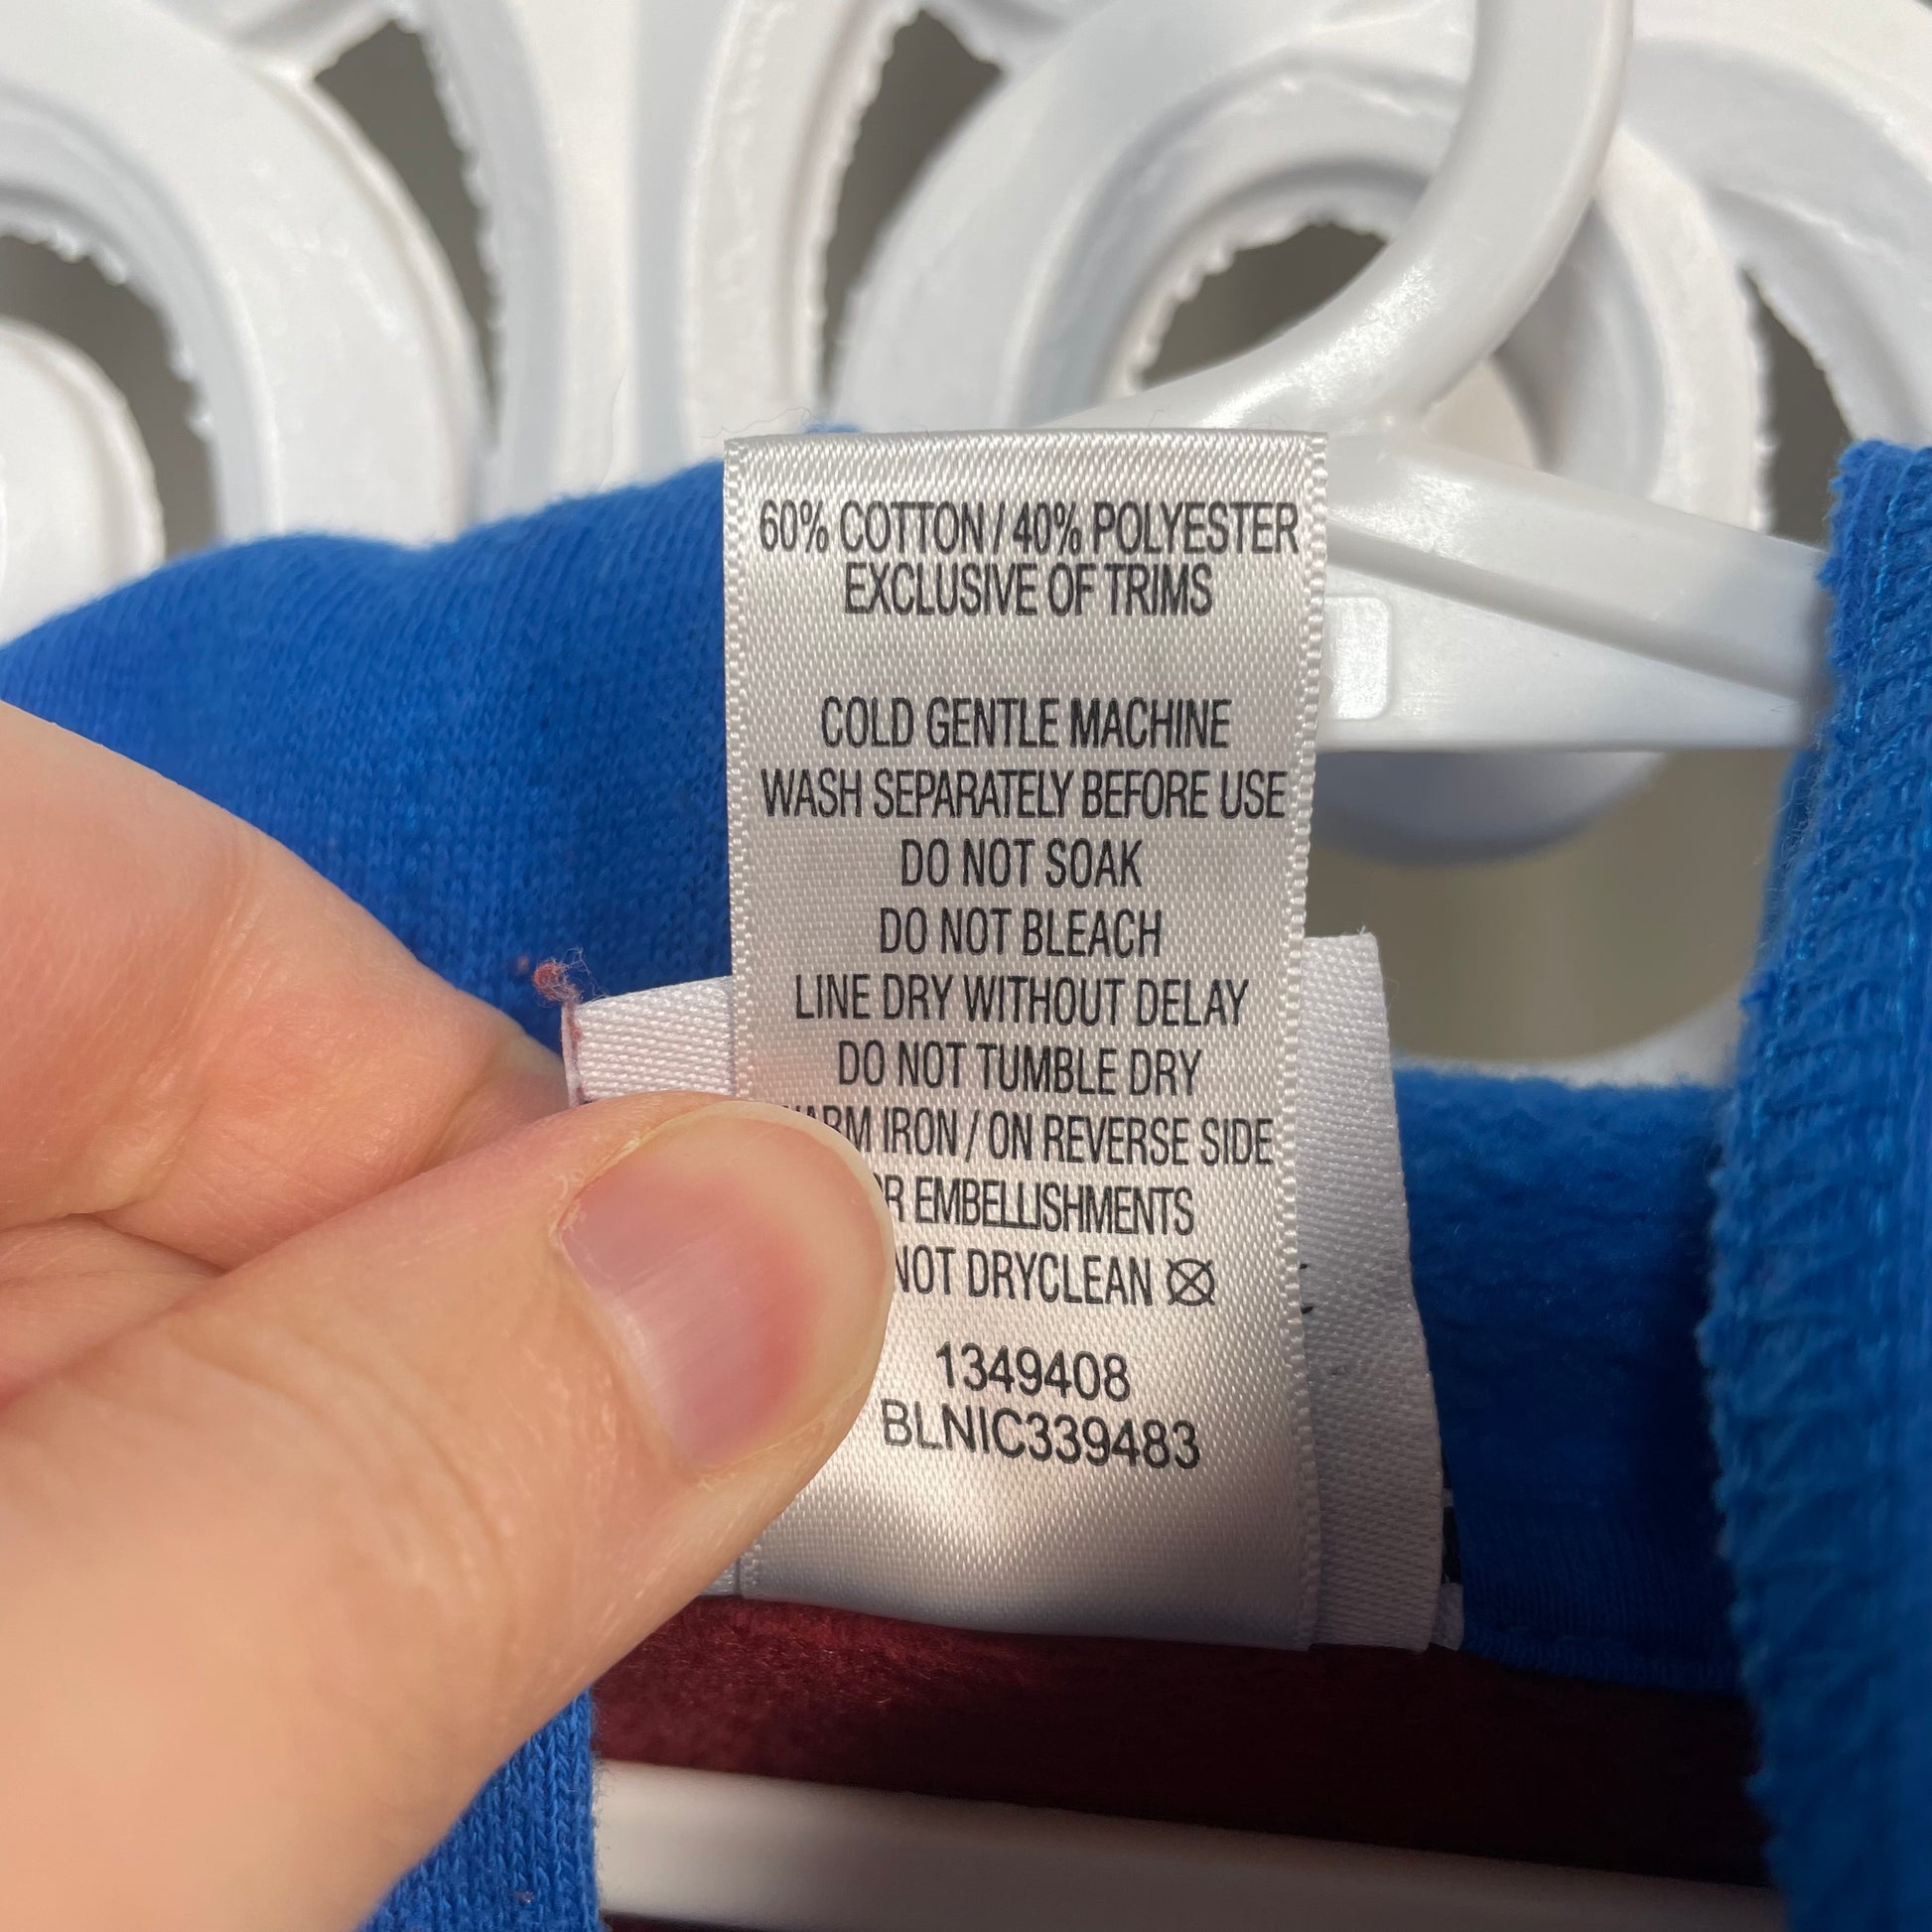 60% COTTON / 40% POLYESTER
EXCLUSIVE OF TRIMS
COLD GENTLE MACHINE
WASH SEPARATELY BEFORE USE
DO NOT SOAK
DO NOT BLEACH
LINE DRY WITHOUT DELAY
DO NOT TUMBLE DRY
IRON / ON REVERSE SIDE
EMBELLISHMENTS
NOT DRYCLEAN
1349408
BLNIC339483